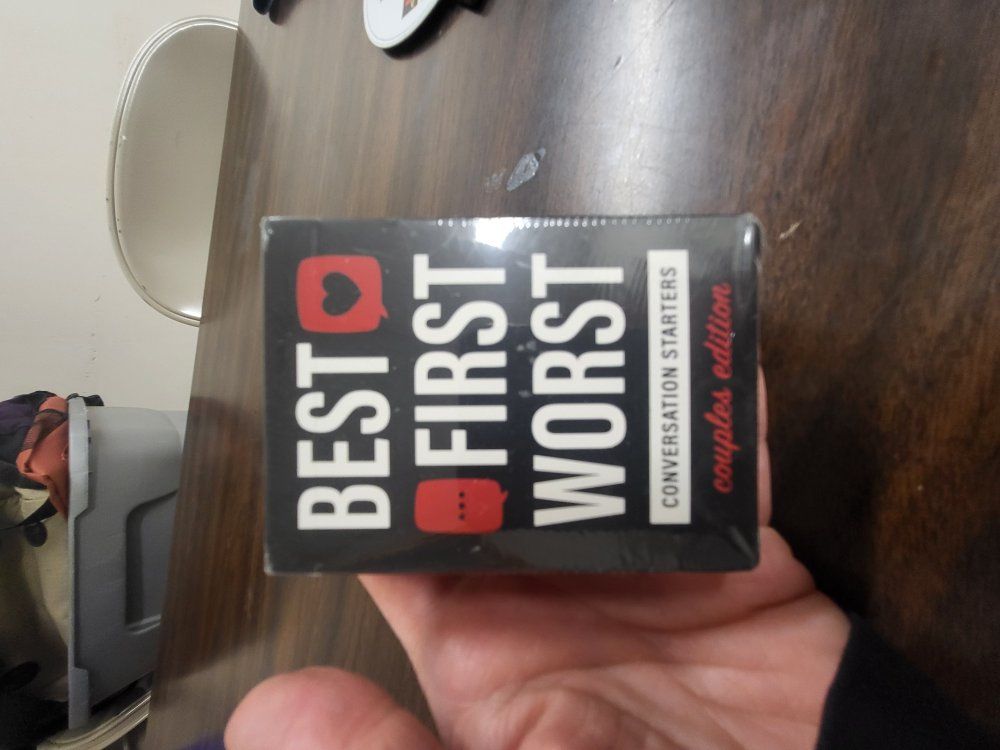 BEST
FIRST
WORST
CONVERSATION STARTERS
couples edition